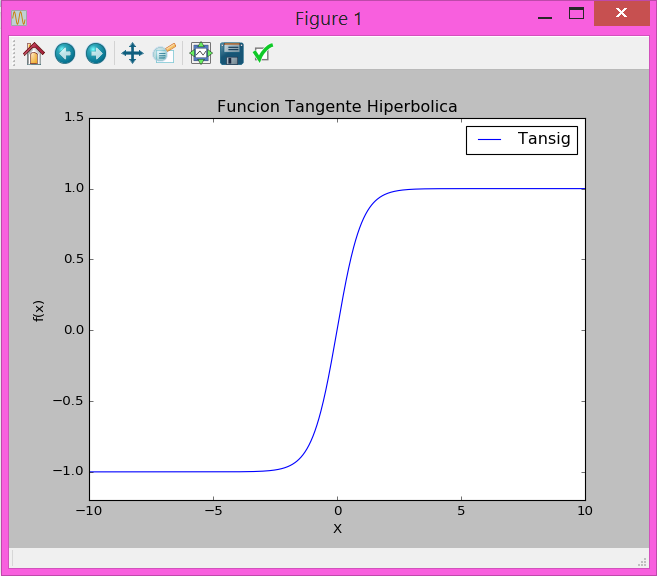 Figure 1
Funcion Tangente Hiperbolica
Tansig
1.5
1.0
0.5
0.0
−0.5
−1.0
f(x)
−10 −5 0 5 10
X